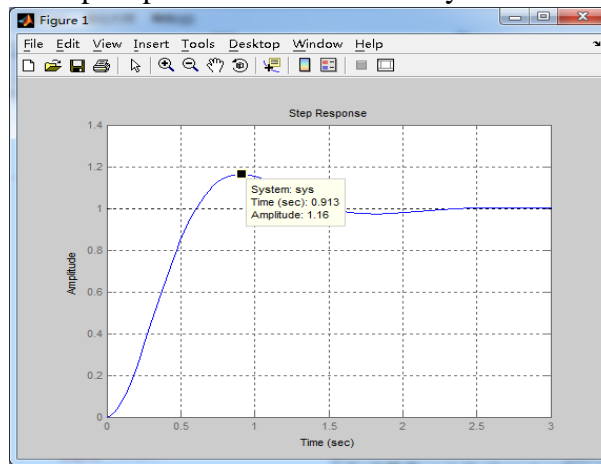 Figure 1
File Edit View Insert Tools Desktop Window Help
Step Response
1.4
1.2
1
0.8
0.6
0.4
0.2
0
Amplitude
System: sys
Time (sec): 0.913
Amplitude: 1.16
0 0.5 1 1.5 2 2.5 3
Time (sec)